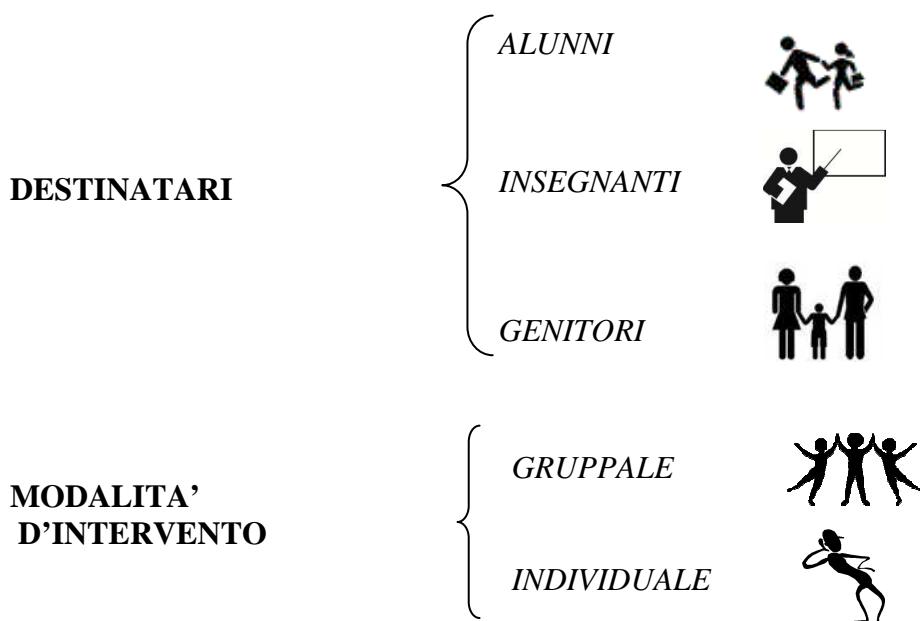 ALUNNI
DESTINATARI
INSEGNANTI
GENITORI
GRUPPALE
MODALITA’
D’INTERVENTO
INDIVIDUALE